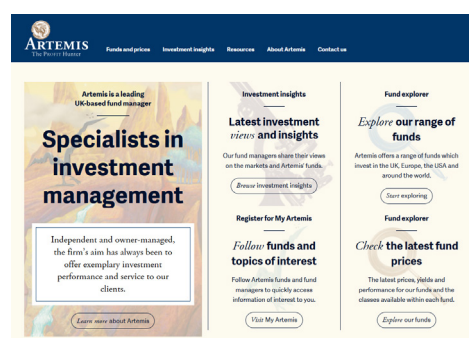 ARTEMIS
The PROFIT Hunter
Funds and prices
Investment insights
Resources
About Artemis
Contact us
Artemis is a leading
UK-based fund manager
Specialists in
investment
management
Independent and owner-managed,
the firm's aim has always been to
offer exemplary investment
performance and service to our
clients.
Learn more about Artemis
Investment insights
Latest investment
views and insights
Our fund managers share their views
on the markets and Artemis' funds.
Browse investment insights
Register for My Artemis
Follow funds and
topics of interest
Follow Artemis funds and fund
managers to quickly access
information of interest to you.
Visit My Artemis
Fund explorer
Explore our range of
funds
Artemis offers a range of funds which
invest in the UK, Europe, the USA and
around the world.
Start exploring
Fund explorer
Check the latest fund
prices
The latest prices, yields and
performance for our funds and the
classes available within each fund.
Explore our funds